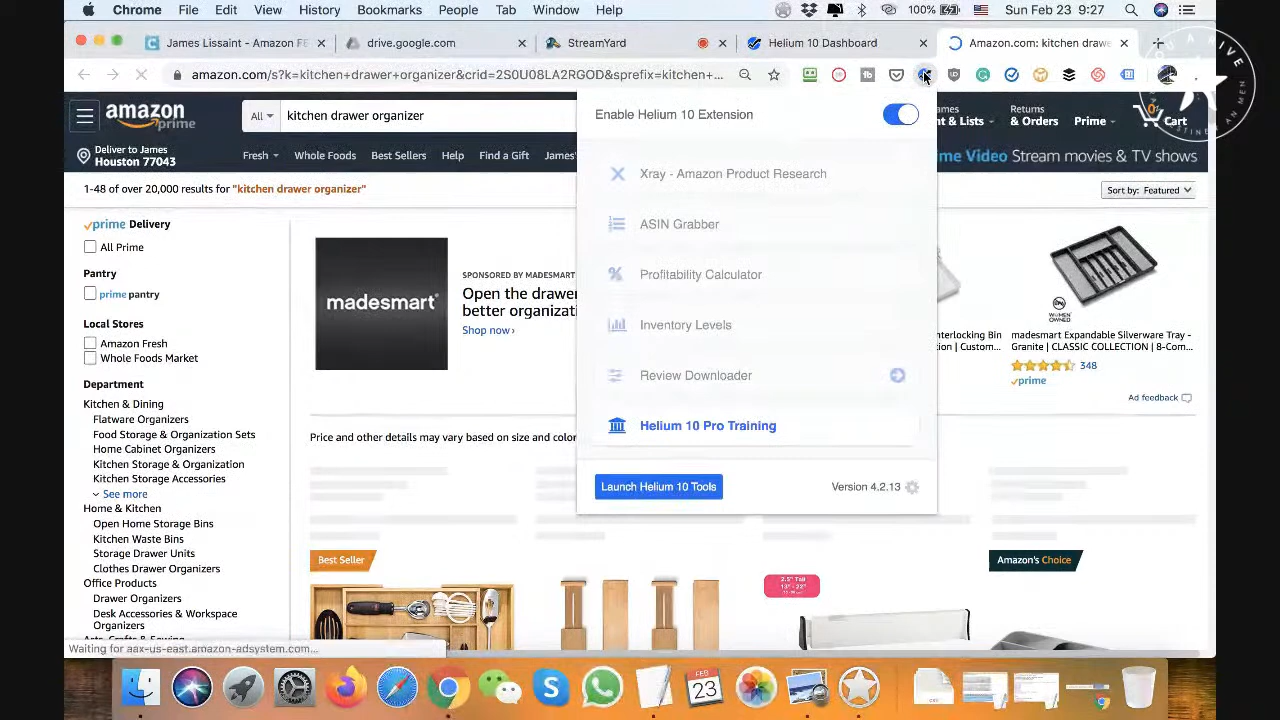 Chrome File Edit View History Bookmarks People Tab Window Help 100% Sun Feb 23 9:27
James Lissaint - Amazon FE
drive.google.com
StreamYard
Helium 10 Dashboard
Amazon.com: kitchen drawe
amazon.com/s?k=kitchen+drawer+organizer&crid=2S0U08LA2RGOD&sprefix=kitchen+...
amazon
prime
All
kitchen drawer organizer
Returns
& Orders
Prime
0
Cart
Deliver to James
Houston 77043
Fresh
Whole Foods
Best Sellers
Help
Find a Gift
James'
Stream movies & TV shows
1-48 of over 20,000 results for "kitchen drawer organizer"
Sort by: Featured
prime Delivery
All Prime
Pantry
prime pantry
Local Stores
Amazon Fresh
Whole Foods Market
Department
Kitchen & Dining
Flatware Organizers
Food Storage & Organization Sets
Home Cabinet Organizers
Kitchen Storage & Organization
Kitchen Storage Accessories
See more
Home & Kitchen
Open Home Storage Bins
Kitchen Waste Bins
Storage Drawer Units
Clothes Drawer Organizers
Office Products
Drawer Organizers
Desk Accessories & Workspace
Organizers
Arts, Crafts & Sewing
Waiting for aax-us-east.amazon-adsystem.com...
madesmart
SPONSORED BY MADESMART
Open the drawe
better organizati
Shop now ›
Price and other details may vary based on size and color
Enable Helium 10 Extension
Xray - Amazon Product Research
ASIN Grabber
Profitability Calculator
Inventory Levels
Review Downloader
Helium 10 Pro Training
Launch Helium 10 Tools
Version 4.2.13
WOMEN
OWNED
nterlocking Bin
| Custom...
madesmart Expandable Silverware Tray -
Granite | CLASSIC COLLECTION | 8-Com...
348
prime
Ad feedback
Best Seller
2.5" Tall
Amazon's Choice
FEB
23